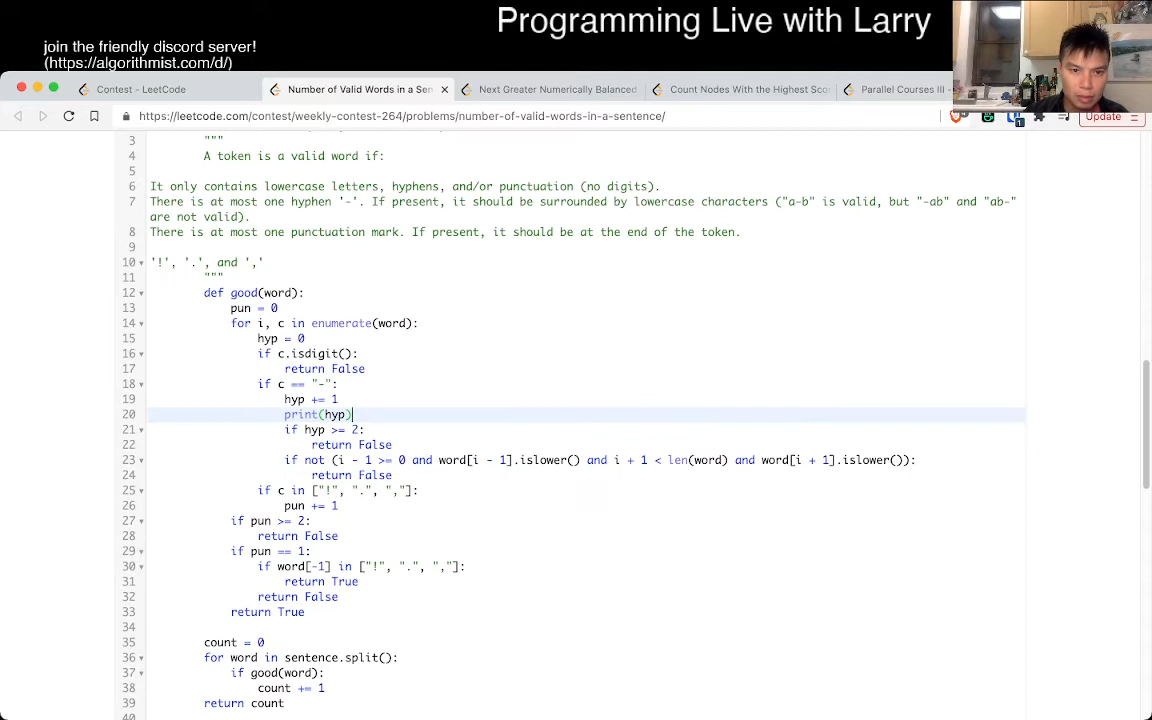 Programming Live with Larry
join the friendly discord server!
(https://algorithmist.com/d/)
Contest - LeetCode
Number of Valid Words in a Sen
Next Greater Numerically Balanced
Count Nodes With the Highest Scor
Parallel Courses III -
https://leetcode.com/contest/weekly-contest-264/problems/number-of-valid-words-in-a-sentence/
Update
3 """
4 A token is a valid word if:
5
6 It only contains lowercase letters, hyphens, and/or punctuation (no digits).
7 There is at most one hyphen '-'. If present, it should be surrounded by lowercase characters ("a-b" is valid, but "-ab" and "ab-"
are not valid).
8 There is at most one punctuation mark. If present, it should be at the end of the token.
9
10 '!', '.', and ','
11 """
12 def good(word):
13 pun = 0
14 for i, c in enumerate(word):
15 hyp = 0
16 if c.isdigit():
17 return False
18 if c == "-":
19 hyp += 1
20 print(hyp)
21 if hyp >= 2:
22 return False
23 if not (i - 1 >= 0 and word[i - 1].islower() and i + 1 < len(word) and word[i + 1].islower()):
24 return False
25 if c in ["!", ".", ","]:
26 pun += 1
27 if pun >= 2:
28 return False
29 if pun == 1:
30 if word[-1] in ["!", ".", ","]:
31 return True
32 return False
33 return True
34
35 count = 0
36 for word in sentence.split():
37 if good(word):
38 count += 1
39 return count
40